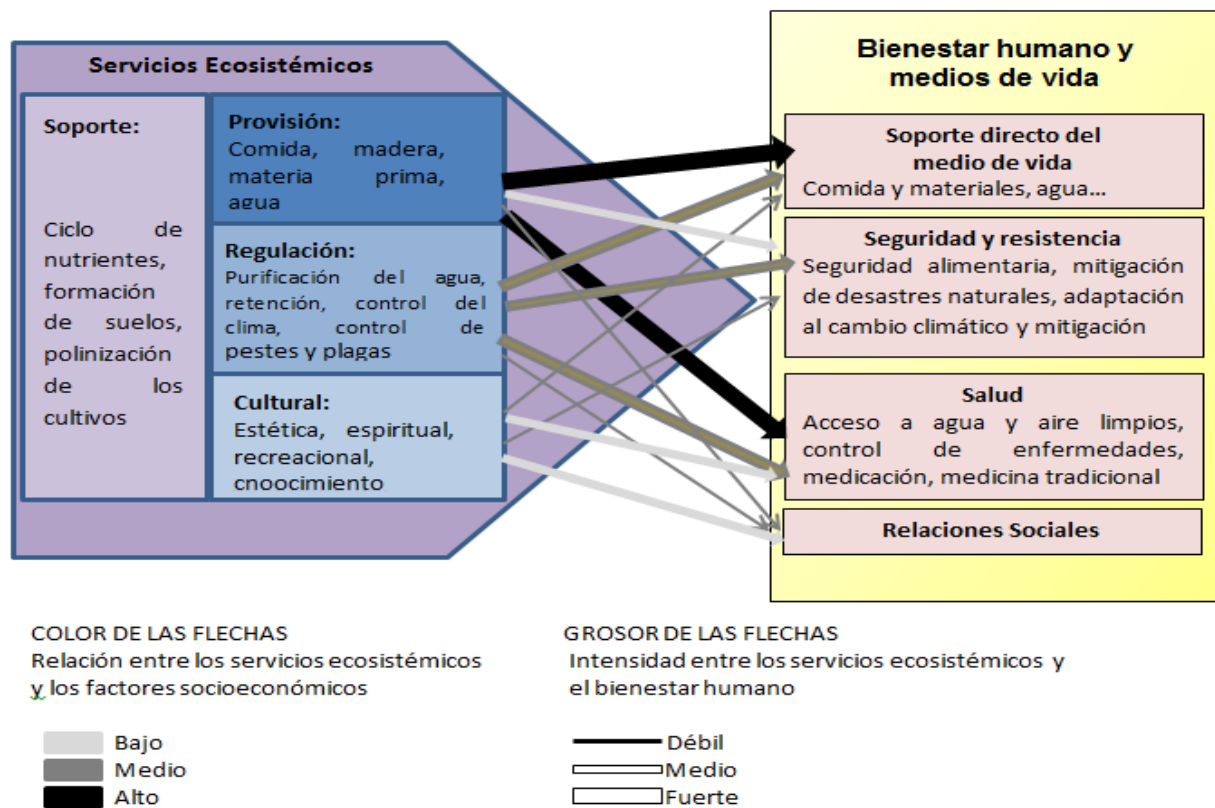 Servicios Ecosistémicos
Soporte:
Ciclo de
nutrientes,
formación
de suelos,
polinización
de los
cultivos
Provisión:
Comida, madera,
materia prima,
agua
Regulación:
Purificación del agua,
retención, control del
clima, control de
pestes y plagas
Cultural:
Estética, espiritual,
recreacional,
cnoocimiento
Bienestar humano y
medios de vida
Soporte directo del
medio de vida
Comida y materiales, agua...
Seguridad y resistencia
Seguridad alimentaria, mitigación
de desastres naturales, adaptación
al cambio climático y mitigación
Salud
Acceso a agua y aire limpios,
control de enfermedades,
medicación, medicina tradicional
Relaciones Sociales
COLOR DE LAS FLECHAS
Relación entre los servicios ecosistémicos
y los factores socioeconómicos
Bajo
Medio
Alto
GROSOR DE LAS FLECHAS
Intensidad entre los servicios ecosistémicos y
el bienestar humano
Débil
Medio
Fuerte